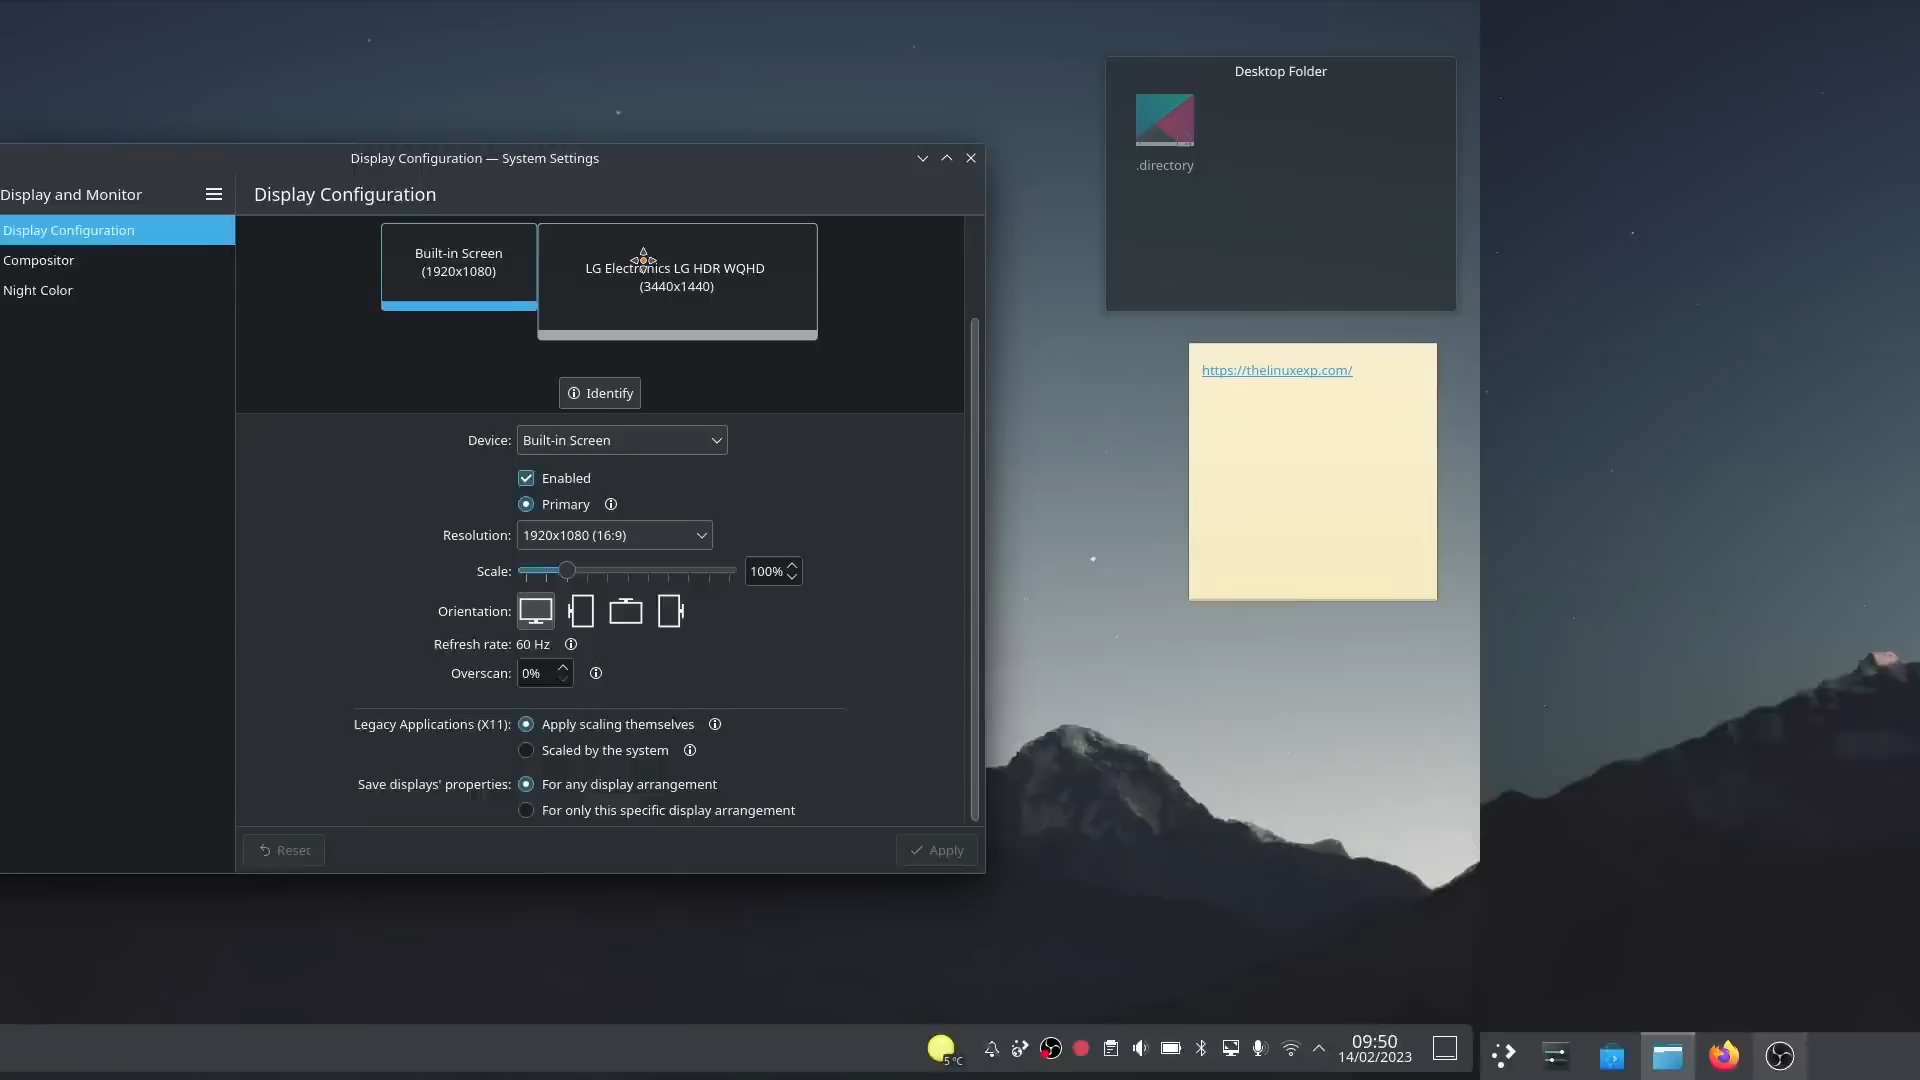 Desktop Folder
.directory
Display Configuration — System Settings
Display and Monitor
Display Configuration
Display Configuration
Compositor
Night Color
Built-in Screen
(1920x1080)
LG Electronics LG HDR WQHD
(3440x1440)
Identify
Device: Built-in Screen
Enabled
Primary
Resolution: 1920x1080 (16:9)
Scale: 100%
Orientation:
Refresh rate: 60 Hz
Overscan: 0%
Legacy Applications (X11): Apply scaling themselves
Scaled by the system
Save displays' properties: For any display arrangement
For only this specific display arrangement
Reset
Apply
https://thelinuxexp.com/
5 °C
09:50
14/02/2023